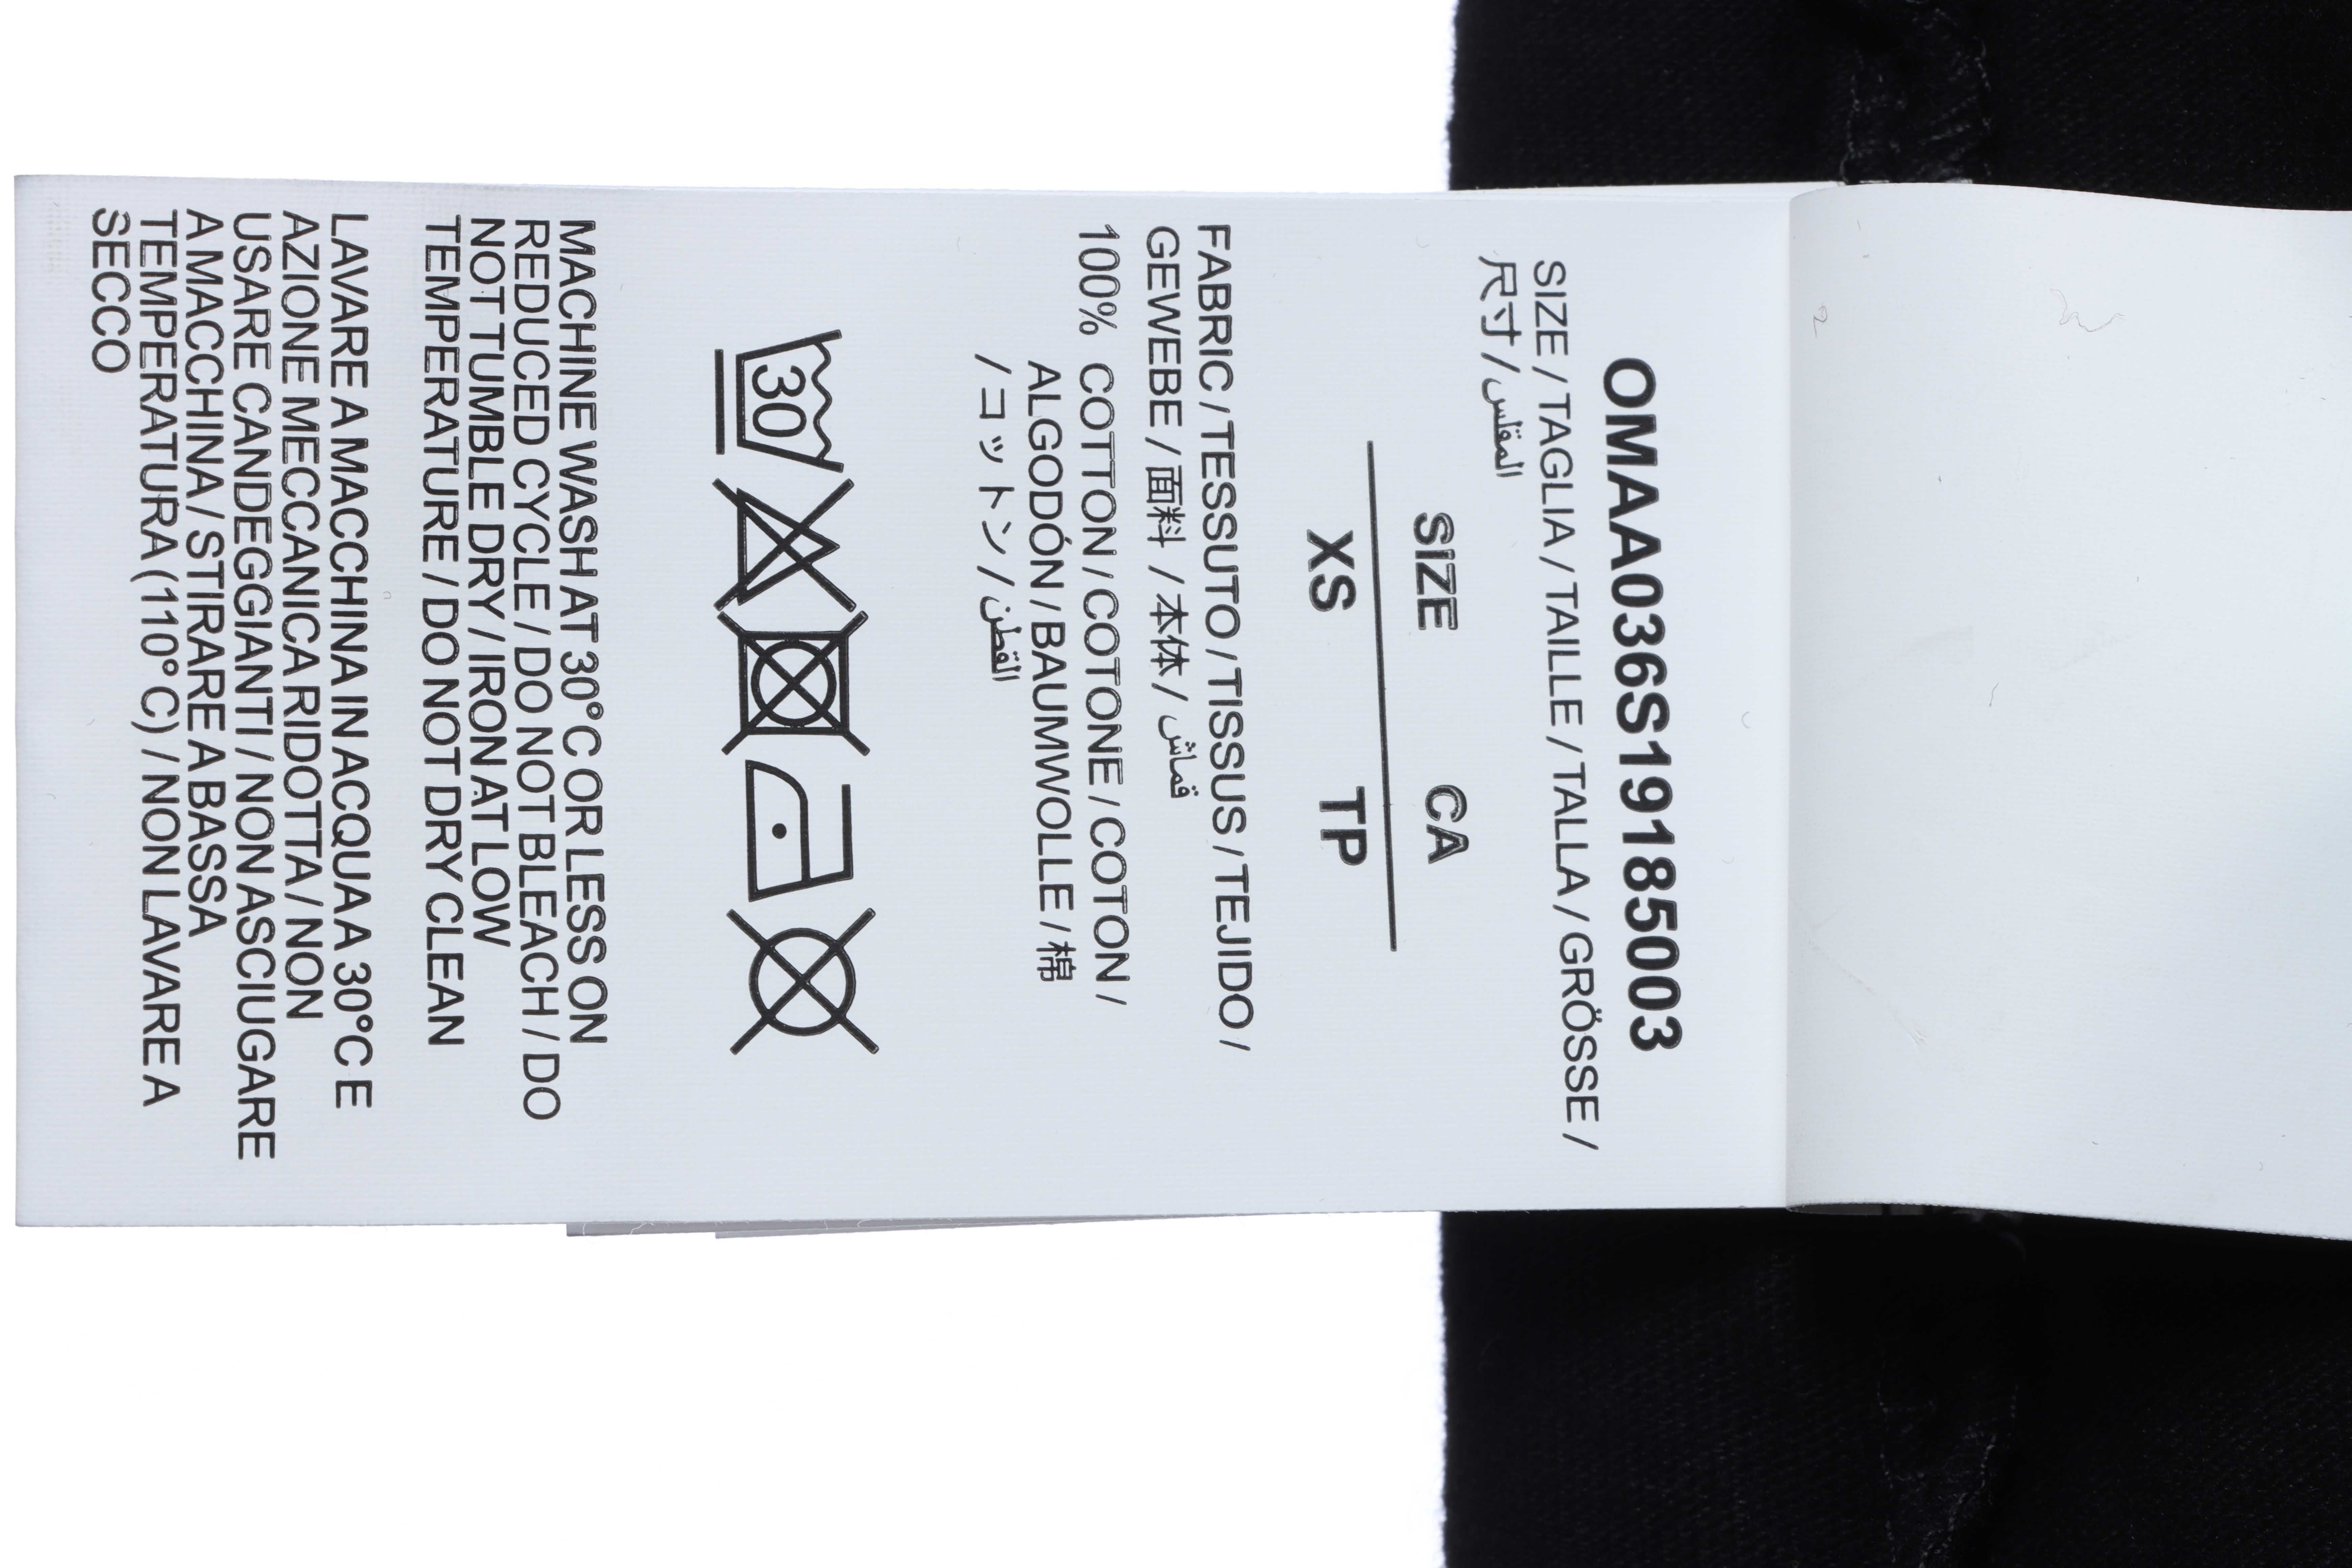 OMAA036S19185003
SIZE / TAGLIA / TAILLE / TALLA / GRÖSSE /
尺寸 / المقلس
SIZE CA
XS TP
FABRIC / TESSUTO / TISSUS / TEJIDO /
GEWEBE / 面料 / 本体 / قماش
100% COTTON / COTONE / COTON /
ALGODÓN / BAUMWOLLE / 棉
/ コットン / القطن
30
MACHINE WASH AT 30°C OR LESS ON
REDUCED CYCLE / DO NOT BLEACH / DO
NOT TUMBLE DRY / IRON AT LOW
TEMPERATURE / DO NOT DRY CLEAN
LAVARE A MACCHINA IN ACQUA A 30°C E
AZIONE MECCANICA RIDOTTA / NON
USARE CANDEGGIANTI / NON ASCIUGARE
A MACCHINA / STIRARE A BASSA
TEMPERATURA (110°C) / NON LAVARE A
SECCO